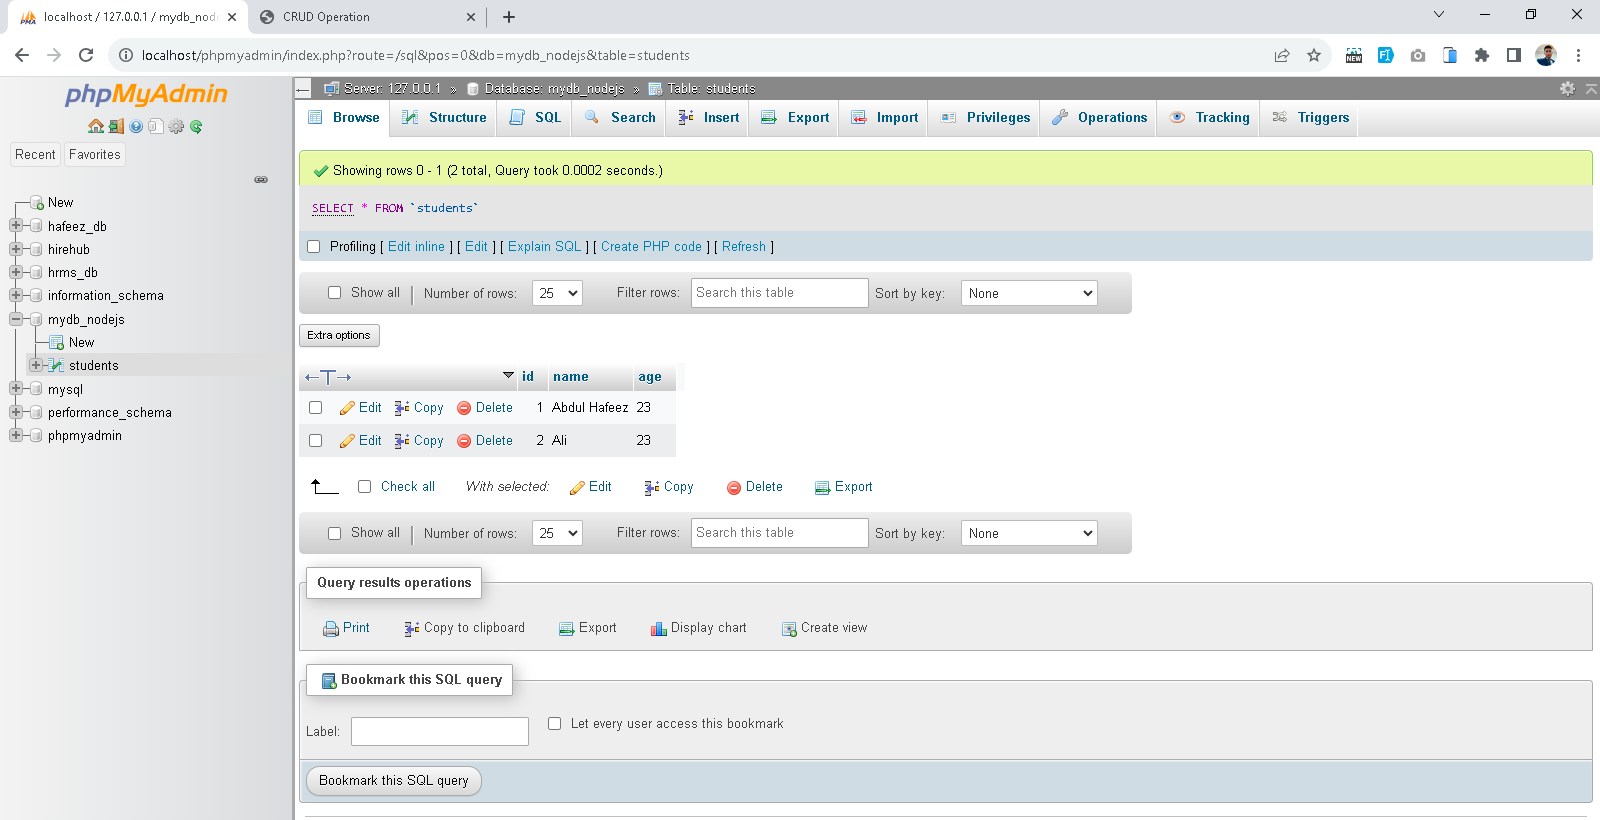 localhost / 127.0.0.1 / mydb_nod
CRUD Operation
localhost/phpmyadmin/index.php?route=/sql&pos=0&db=mydb_nodejs&table=students
NEW
phpMyAdmin
Recent Favorites
New
hafeez_db
hirehub
hrms_db
information_schema
mydb_nodejs
New
students
mysql
performance_schema
phpmyadmin
Server: 127.0.0.1 » Database: mydb_nodejs » Table: students
Browse Structure SQL Search Insert Export Import Privileges Operations Tracking Triggers
Showing rows 0 - 1 (2 total, Query took 0.0002 seconds.)
SELECT * FROM `students`
Profiling [ Edit inline ] [ Edit ] [ Explain SQL ] [ Create PHP code ] [ Refresh ]
Show all | Number of rows: 25 Filter rows: Search this table Sort by key: None
Extra options
id name age
Edit Copy Delete 1 Abdul Hafeez 23
Edit Copy Delete 2 Ali 23
Check all With selected: Edit Copy Delete Export
Show all | Number of rows: 25 Filter rows: Search this table Sort by key: None
Query results operations
Print Copy to clipboard Export Display chart Create view
Bookmark this SQL query
Label: Let every user access this bookmark
Bookmark this SQL query